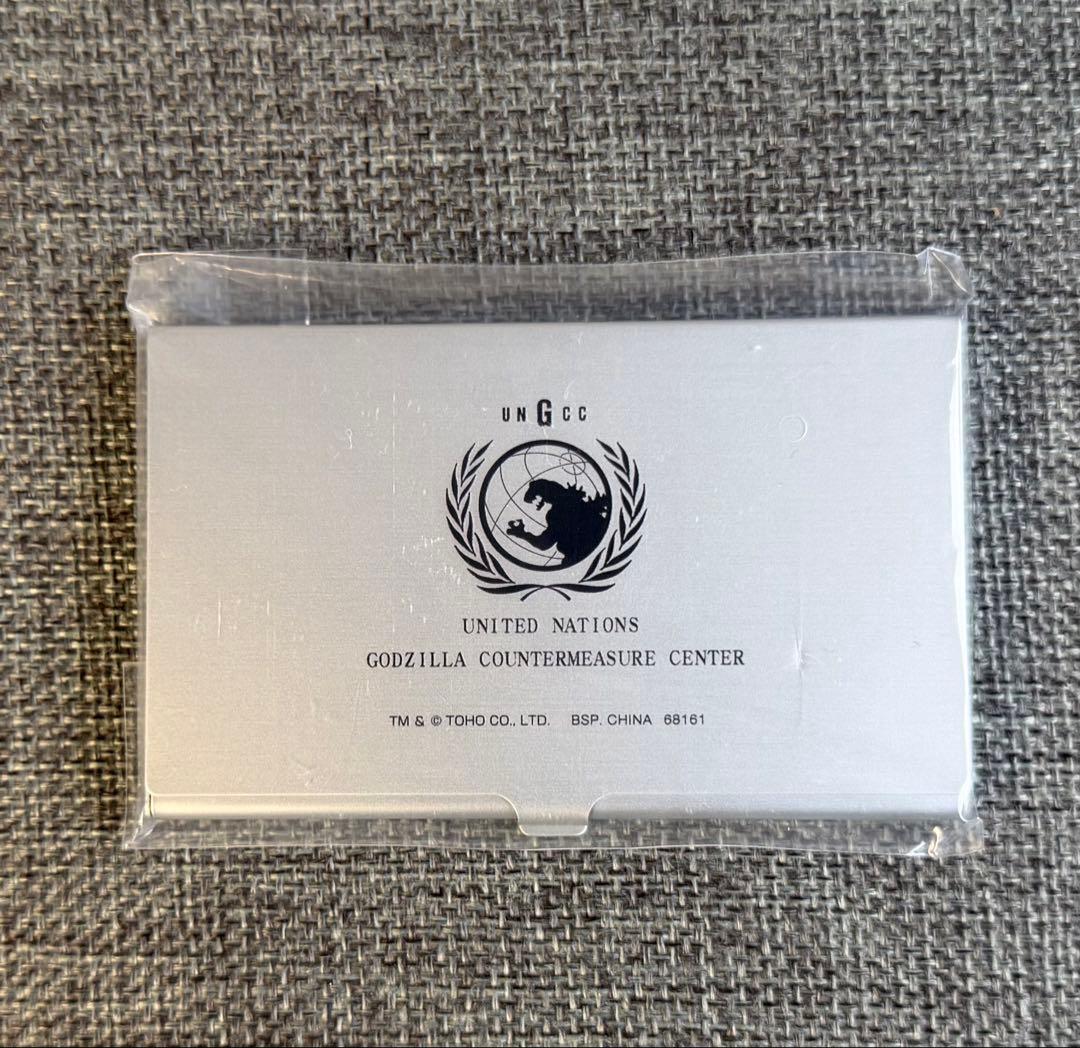 UNGCC
UNITED NATIONS
GODZILLA COUNTERMEASURE CENTER
TM & © TOHO CO., LTD. BSP. CHINA 68161